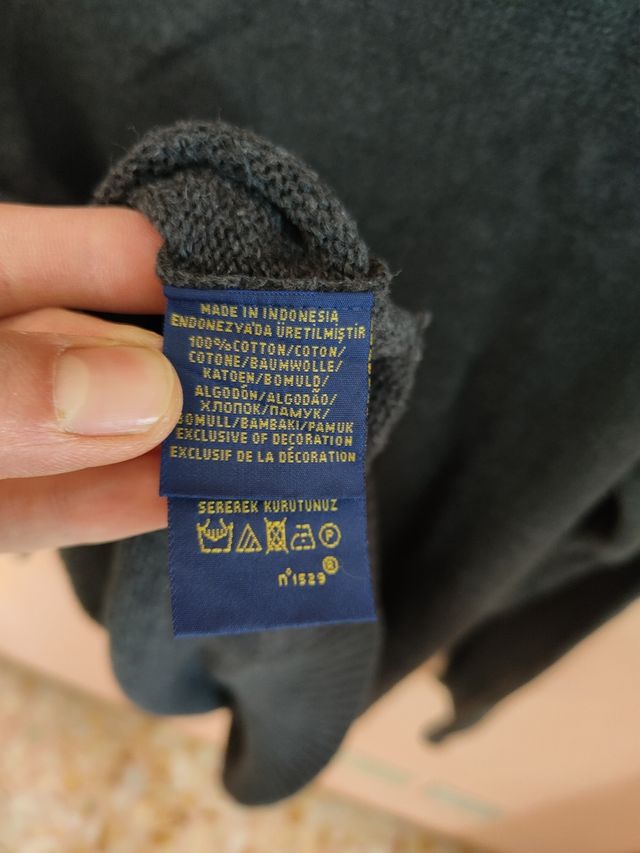 MADE IN INDONESIA
ENDONEZYA'DA ÜRETİLMİŞTİR
100% COTTON/COTON/
COTONE/BAUMWOLLE/
KATOEN/BOMULD/
ALGODÓN/ALGODÃO/
ХЛОПОК/ПАМУК/
BOMULL/BAMBAKI/PAMUK
EXCLUSIVE OF DECORATION
EXCLUSIF DE LA DÉCORATION
SEREREK KURUTUNUZ
P
n°1529 ®